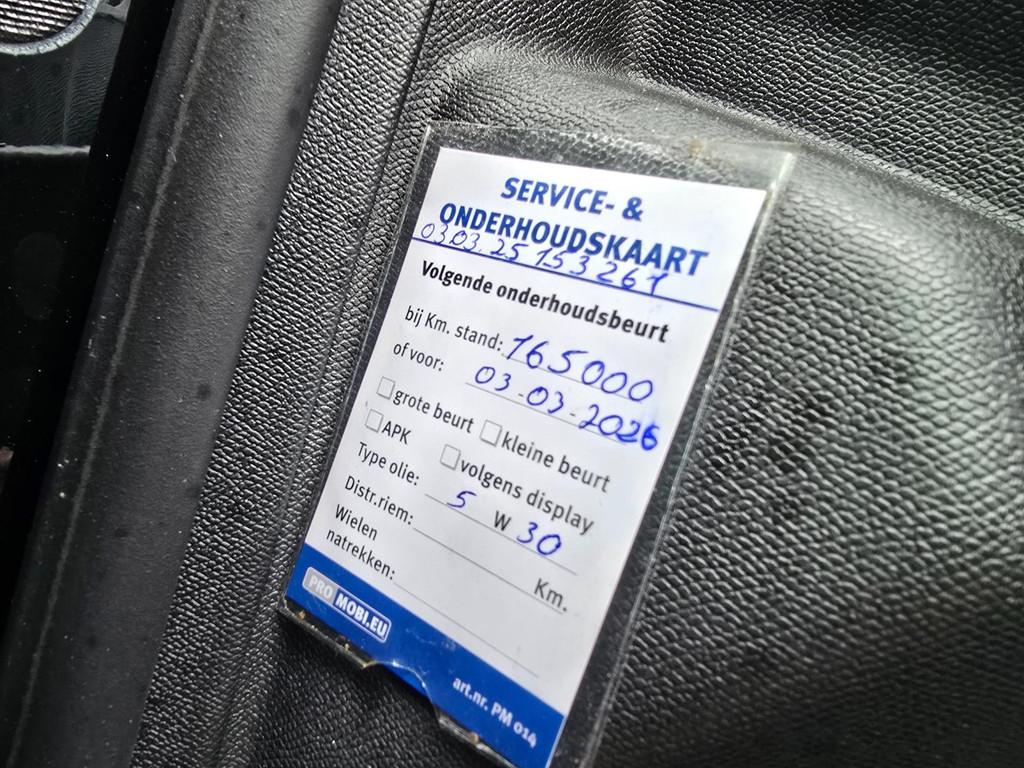 SERVICE- &
ONDERHOUDSKAART
03.03.25 153261
Volgende onderhoudsbeurt
bij Km. stand: 165000
of voor: 03-03-2026
grote beurt kleine beurt
APK volgens display
Type olie: 5 W 30
Distr.riem: Km.
Wielen
natrekken:
PRO MOBI.EU
art.nr. PM 014